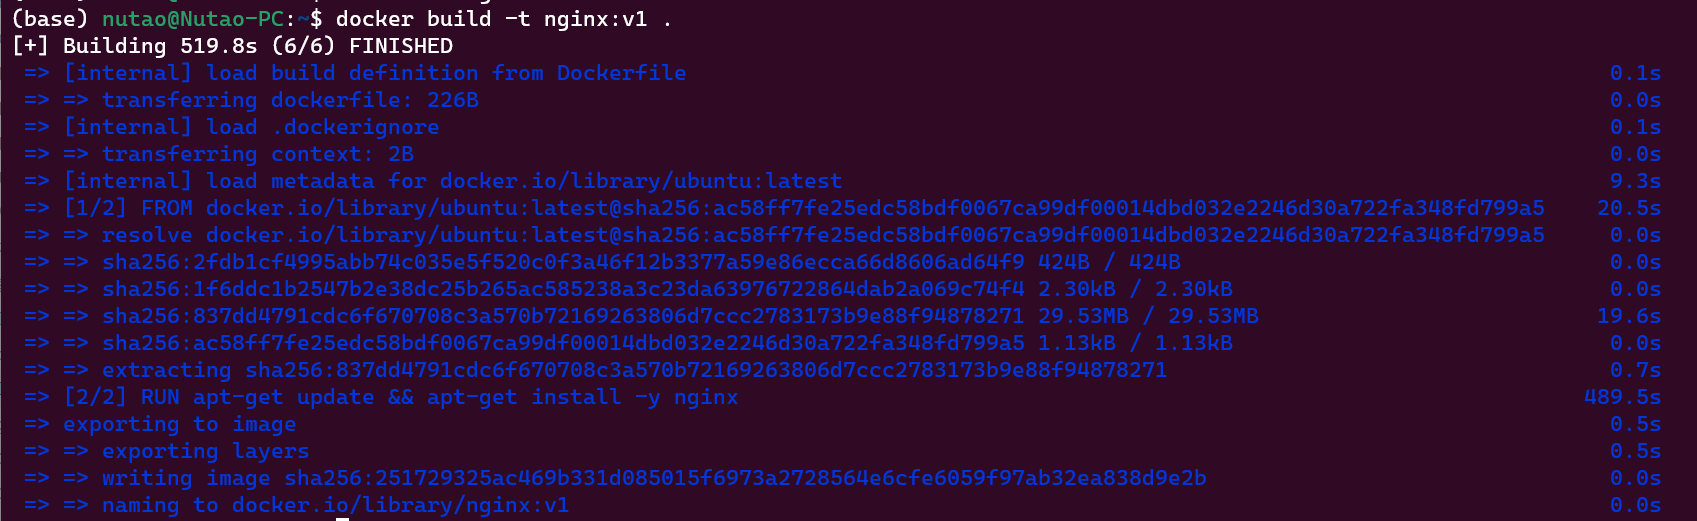 (base) nutao@Nutao-PC:~$ docker build -t nginx:v1 .
[+] Building 519.8s (6/6) FINISHED
=> [internal] load build definition from Dockerfile 0.1s
=> => transferring dockerfile: 226B 0.0s
=> [internal] load .dockerignore 0.1s
=> => transferring context: 2B 0.0s
=> [internal] load metadata for docker.io/library/ubuntu:latest 9.3s
=> [1/2] FROM docker.io/library/ubuntu:latest@sha256:ac58ff7fe25edc58bdf0067ca99df00014dbd032e2246d30a722fa348fd799a5 20.5s
=> => resolve docker.io/library/ubuntu:latest@sha256:ac58ff7fe25edc58bdf0067ca99df00014dbd032e2246d30a722fa348fd799a5 0.0s
=> => sha256:2fdb1cf4995abb74c035e5f520c0f3a46f12b3377a59e86ecca66d8606ad64f9 424B / 424B 0.0s
=> => sha256:1f6ddc1b2547b2e38dc25b265ac585238a3c23da63976722864dab2a069c74f4 2.30kB / 2.30kB 0.0s
=> => sha256:837dd4791cdc6f670708c3a570b72169263806d7ccc2783173b9e88f94878271 29.53MB / 29.53MB 19.6s
=> => sha256:ac58ff7fe25edc58bdf0067ca99df00014dbd032e2246d30a722fa348fd799a5 1.13kB / 1.13kB 0.0s
=> => extracting sha256:837dd4791cdc6f670708c3a570b72169263806d7ccc2783173b9e88f94878271 0.7s
=> [2/2] RUN apt-get update && apt-get install -y nginx 489.5s
=> exporting to image 0.5s
=> => exporting layers 0.5s
=> => writing image sha256:251729325ac469b331d085015f6973a2728564e6cfe6059f97ab32ea838d9e2b 0.0s
=> => naming to docker.io/library/nginx:v1 0.0s